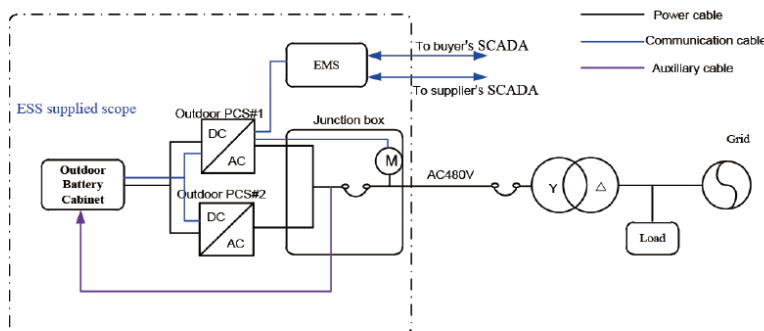 Power cable
To buyer's SCADA
Communication cable
EMS
Auxiliary cable
To supplier's SCADA
ESS supplied scope
Outdoor PCS#1
Junction box
DC
AC
M
Grid
Outdoor
Battery
Cabinet
AC480V
Y
△
Outdoor PCS#2
DC
AC
Load